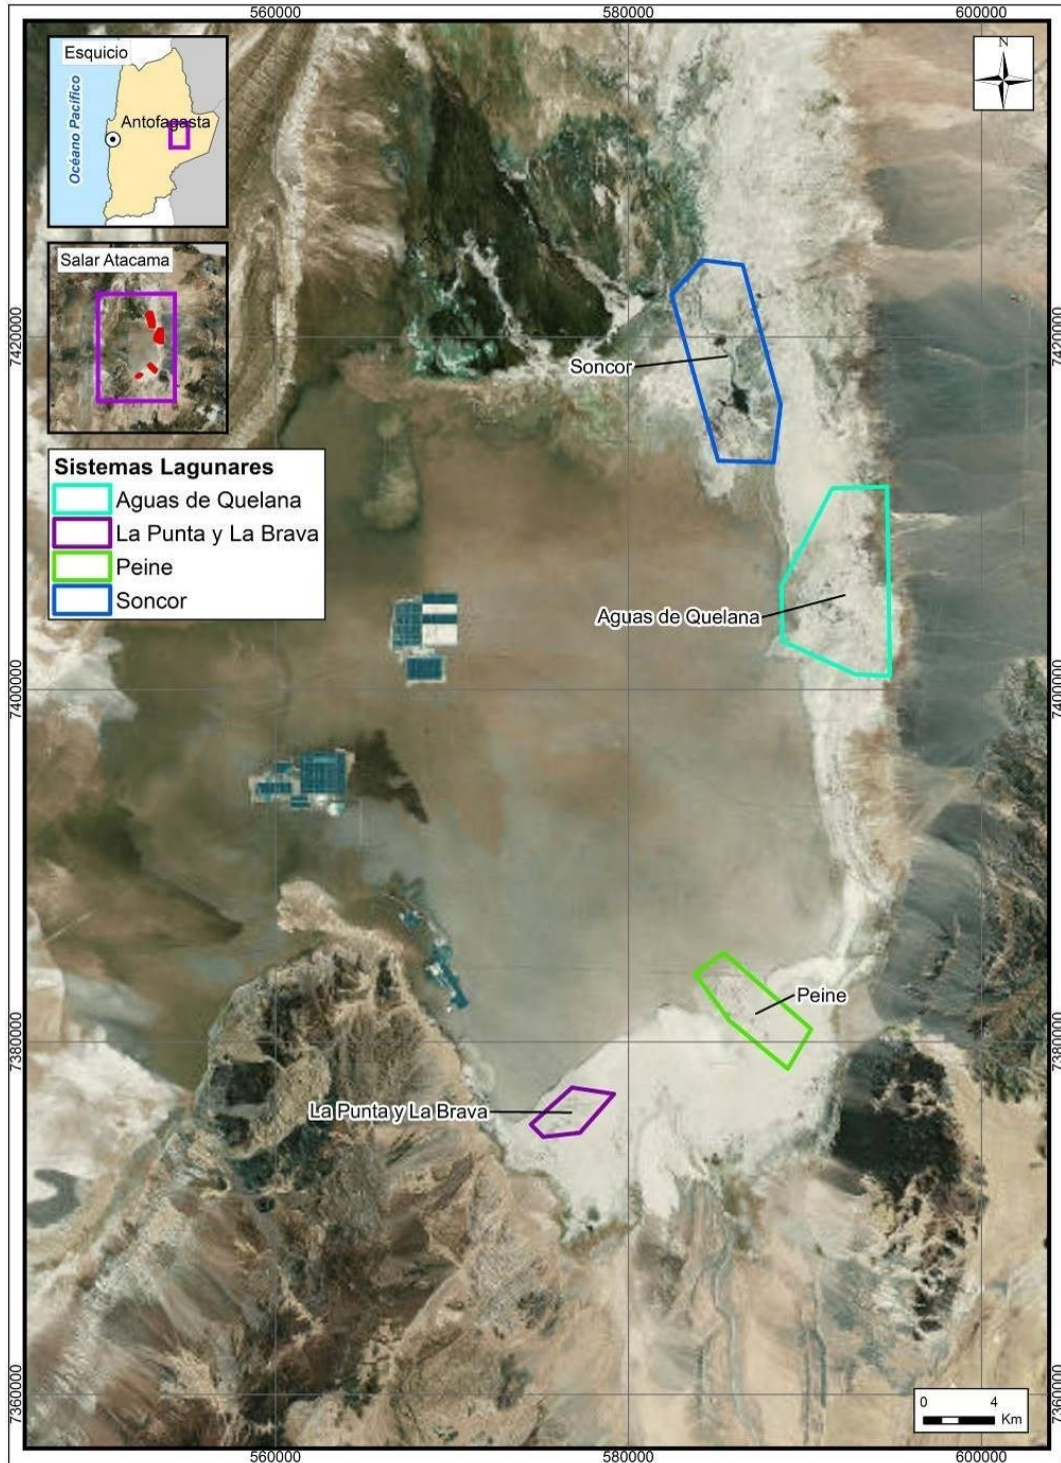 560000
580000
600000
Esquicio
Océano Pacífico
Antofagasta
N
Salar Atacama
7420000
7420000
Soncor
Sistemas Lagunares
Aguas de Quelana
La Punta y La Brava
Peine
Soncor
Aguas de Quelana
7400000
7400000
Peine
7380000
7380000
La Punta y La Brava
7360000
7360000
0 4
Km
560000
580000
600000